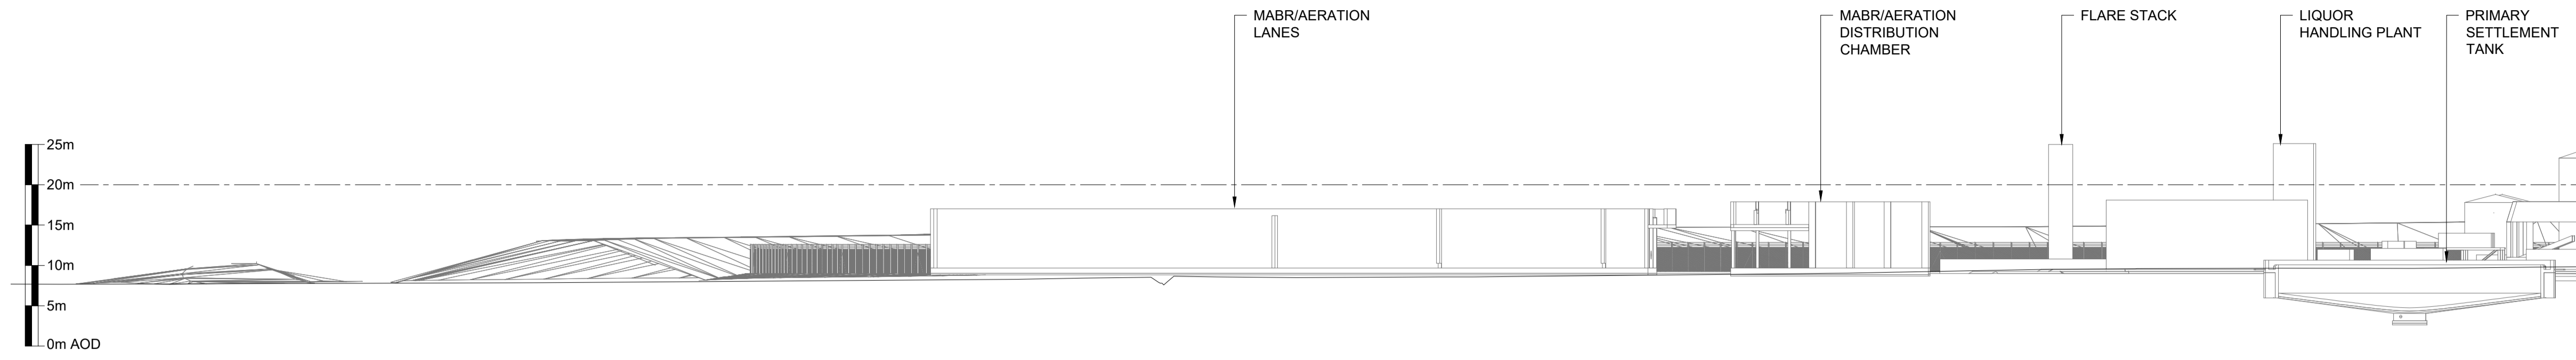 MABR/AERATION
LANES
MABR/AERATION
DISTRIBUTION
CHAMBER
FLARE STACK
LIQUOR
HANDLING PLANT
PRIMARY
SETTLEMENT
TANK
25m
20m
15m
10m
5m
0m AOD